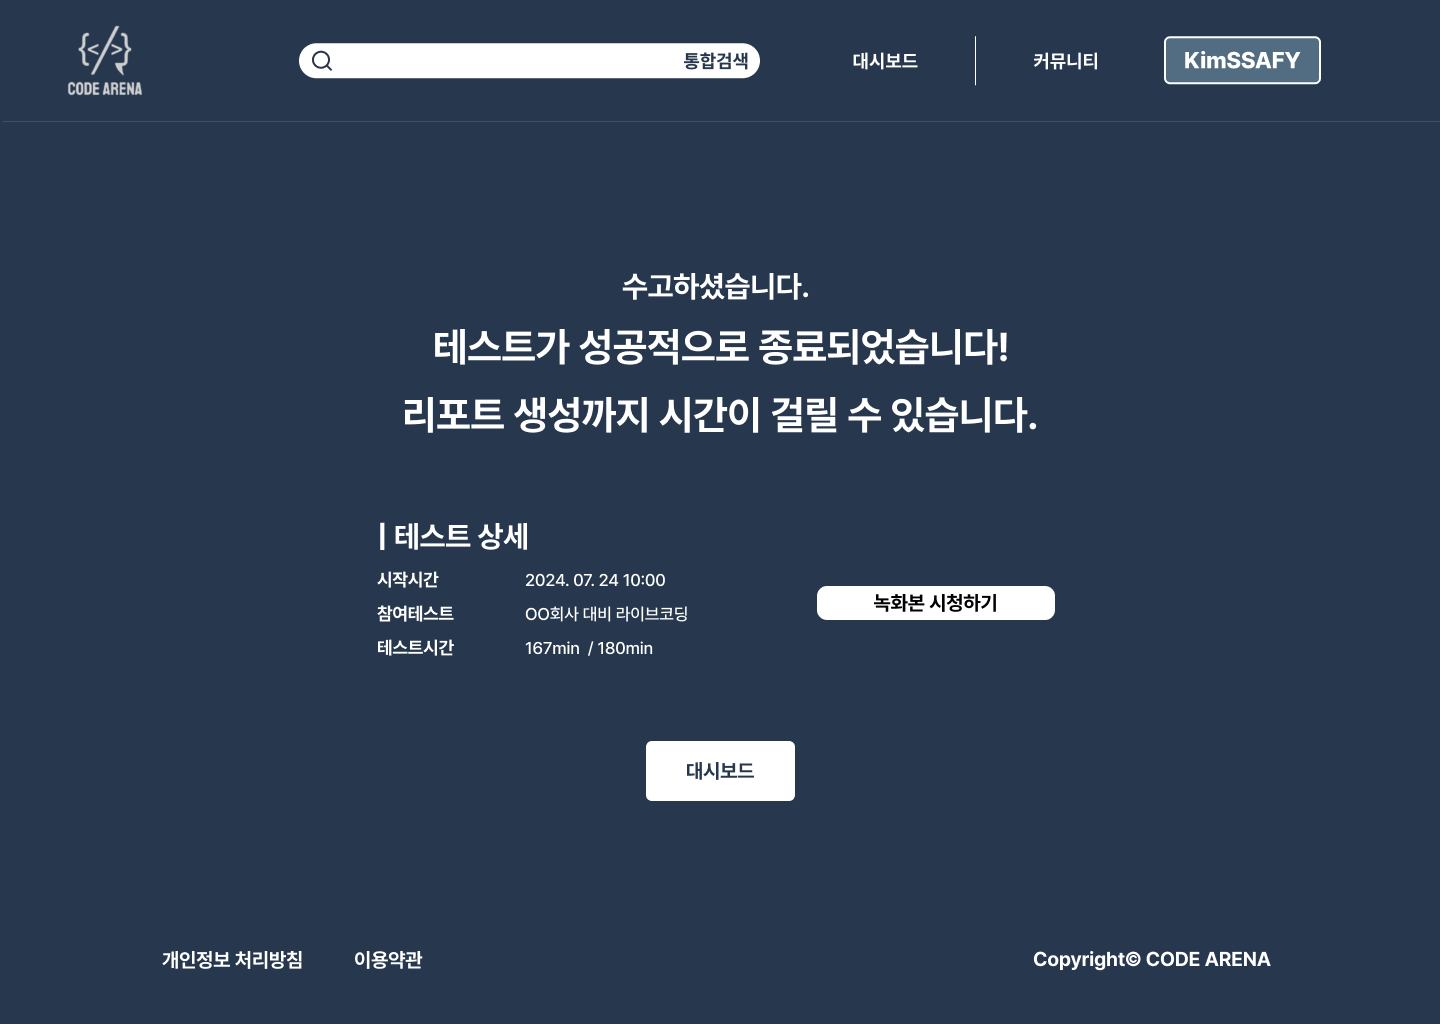 CODE ARENA
통합검색
대시보드
커뮤니티
KimSSAFY
수고하셨습니다.
테스트가 성공적으로 종료되었습니다!
리포트 생성까지 시간이 걸릴 수 있습니다.
| 테스트 상세
시작시간 2024. 07. 24 10:00
참여테스트 OO회사 대비 라이브코딩
테스트시간 167min / 180min
녹화본 시청하기
대시보드
개인정보 처리방침 이용약관 Copyright© CODE ARENA